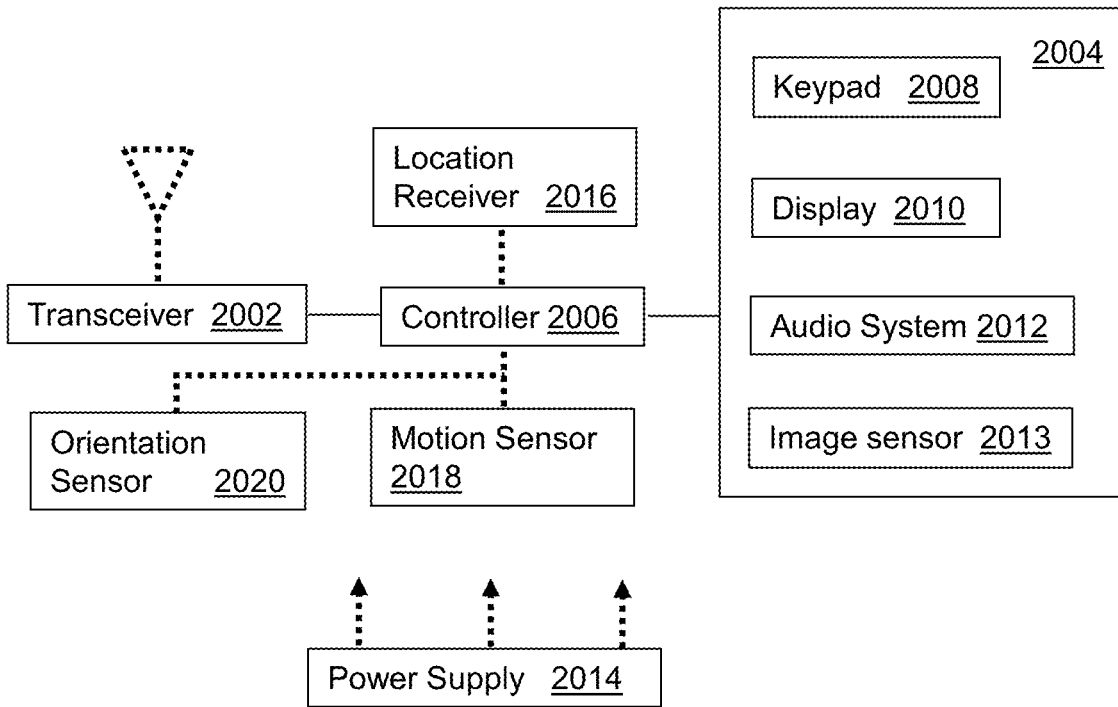 2004
Keypad 2008
Location
Receiver 2016
Display 2010
Transceiver 2002
Controller 2006
Audio System 2012
Orientation
Sensor 2020
Motion Sensor
2018
Image sensor 2013
Power Supply 2014